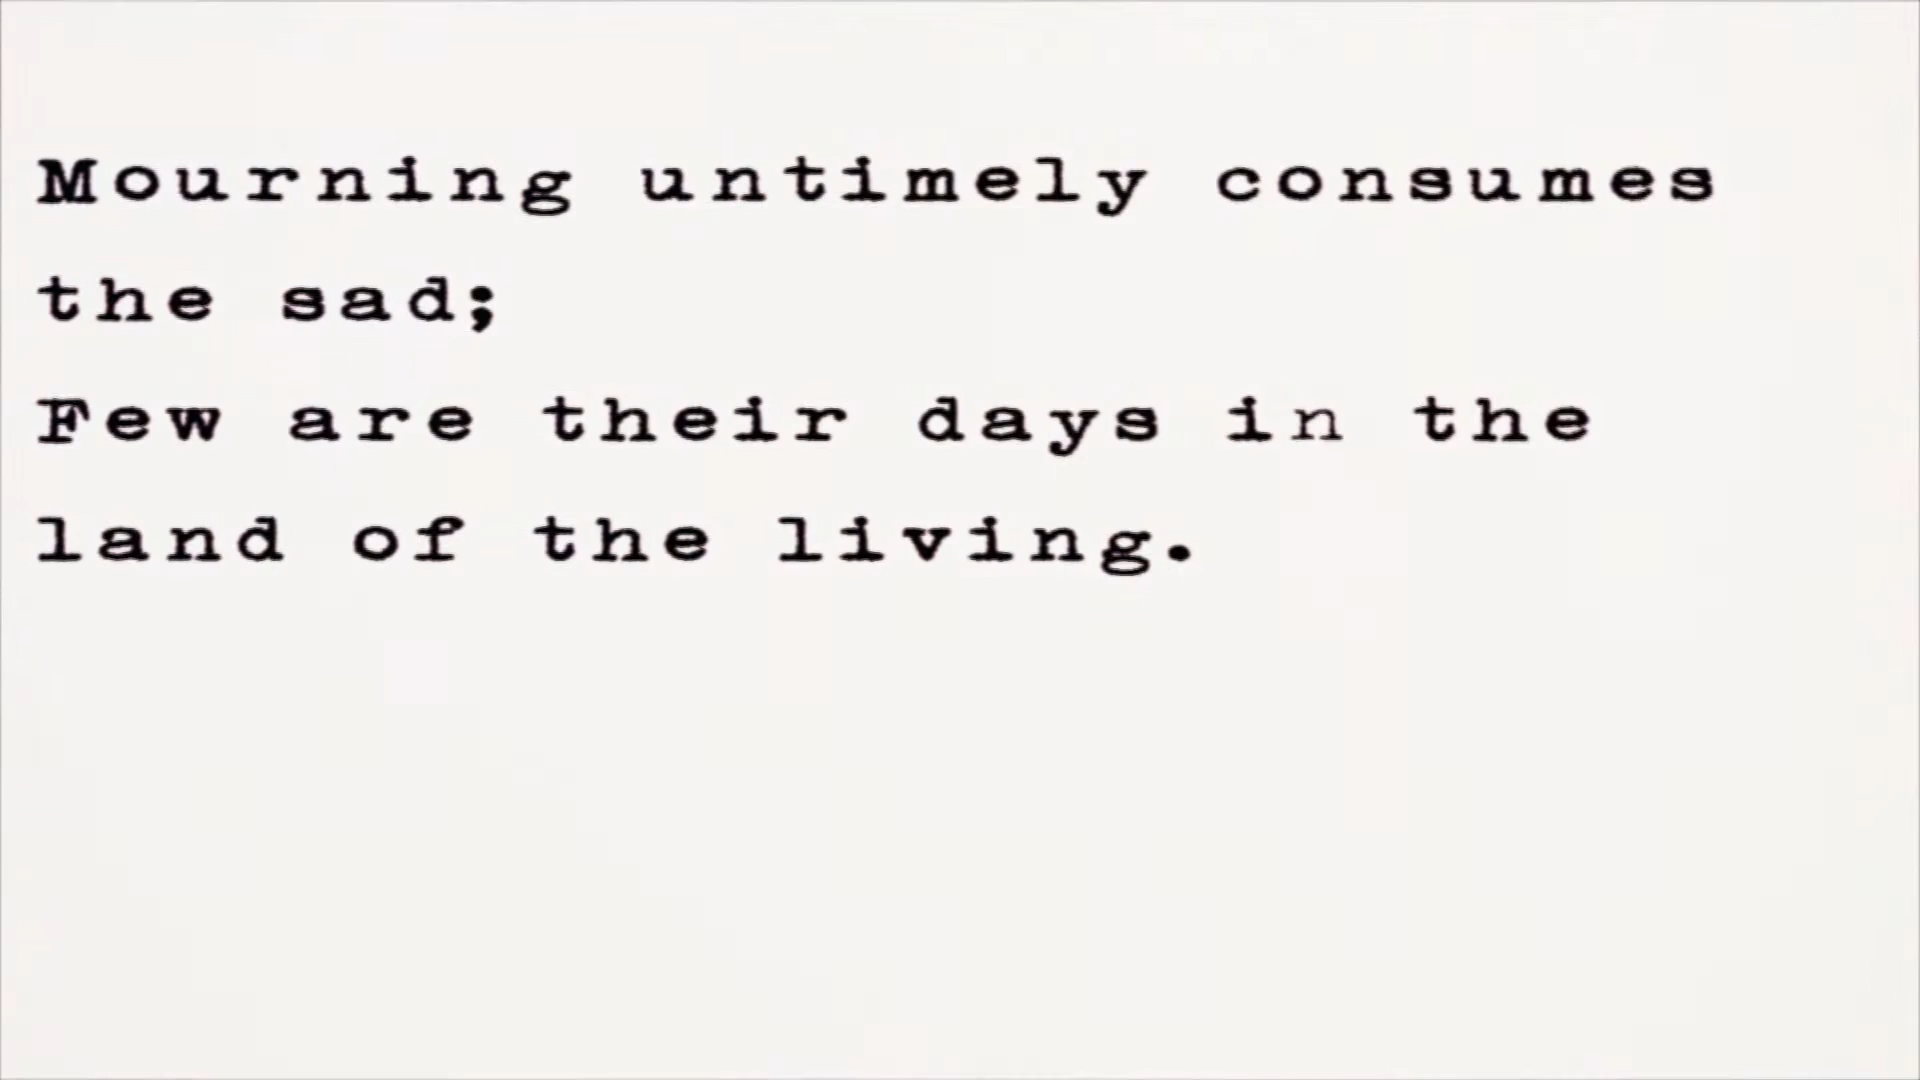 Mourning untimely consumes
the sad;
Few are their days in the
land of the living.